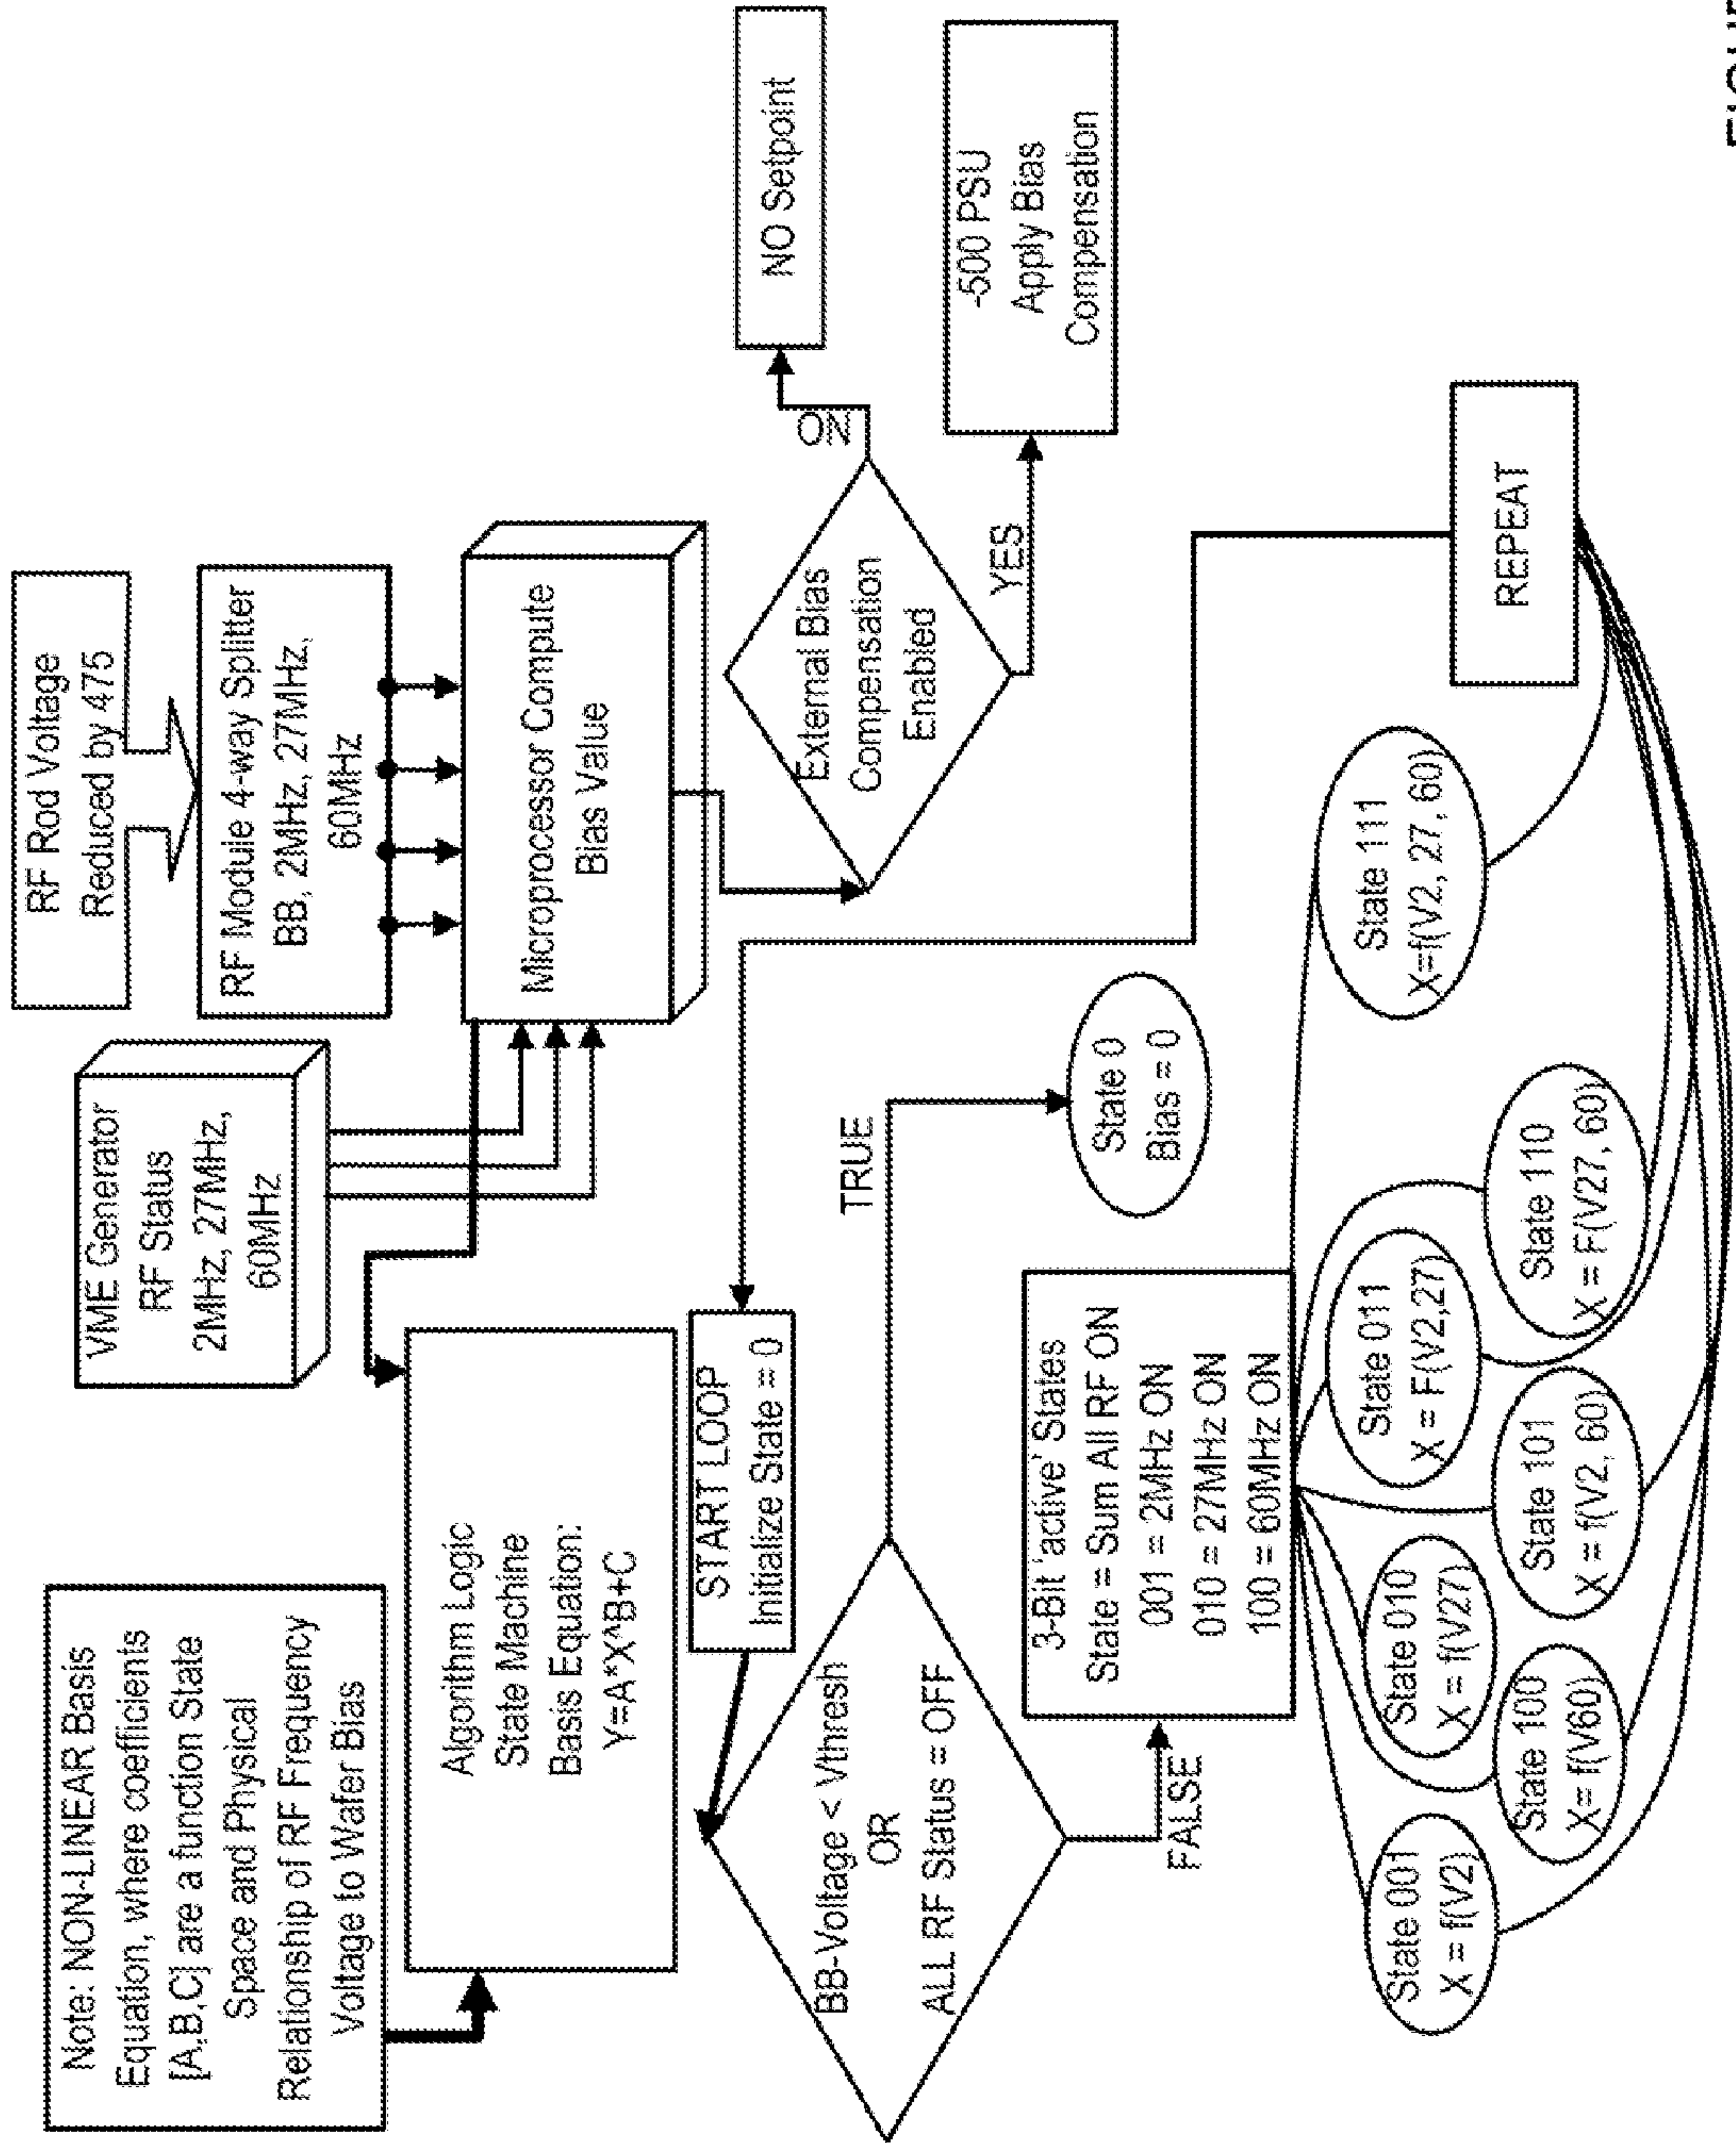 Note: NON-LINEAR Basis
Equation, where coefficients
[A,B,C] are a function State
Space and Physical
Relationship of RF Frequency
Voltage to Wafer Bias
VME Generator
RF Status
2MHz, 27MHz,
60MHz
RF Rod Voltage
Reduced by 475
RF Module 4-way Splitter
BB, 2MHz, 27MHz,
60MHz
Algorithm Logic
State Machine
Basis Equation:
Y=A*X^B+C
Microprocessor Compute
Bias Value
START LOOP
Initialize State = 0
External Bias
Compensation
Enabled
ON
NO Setpoint
YES
-500 PSU
Apply Bias
Compensation
BB-Voltage < Vthresh
OR
ALL RF Status = OFF
TRUE
State 0
Bias = 0
FALSE
3-Bit 'active' States
State = Sum All RF ON
001 = 2MHz ON
010 = 27MHz ON
100 = 60MHz ON
State 001
X = f(V2)
State 010
X = f(V27)
State 100
X= f(V60)
State 011
X = F(V2,27)
State 101
X = f(V2, 60)
State 110
X = F(V27, 60)
State 111
X=f(V2, 27, 60)
REPEAT